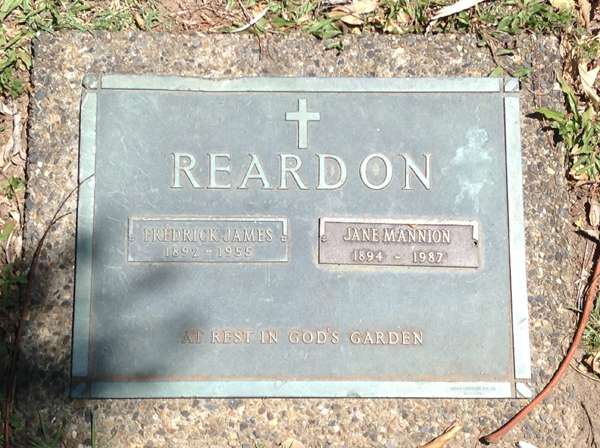 REARDON
FREDRICK JAMES
1892 - 1955
JANE MANNION
1894 - 1987
AT REST IN GOD'S GARDEN